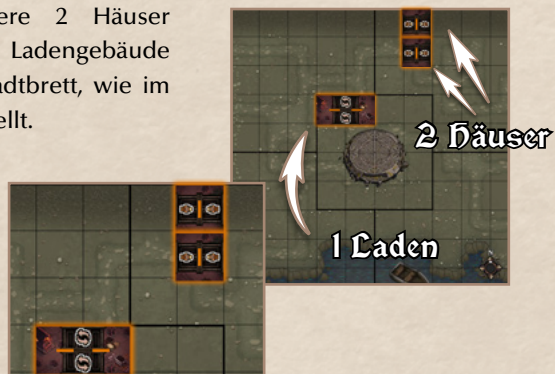 ere 2 Häuser
Ladengebäude
adtbrett, wie im
ellt.
2 Häuser
1 Laden